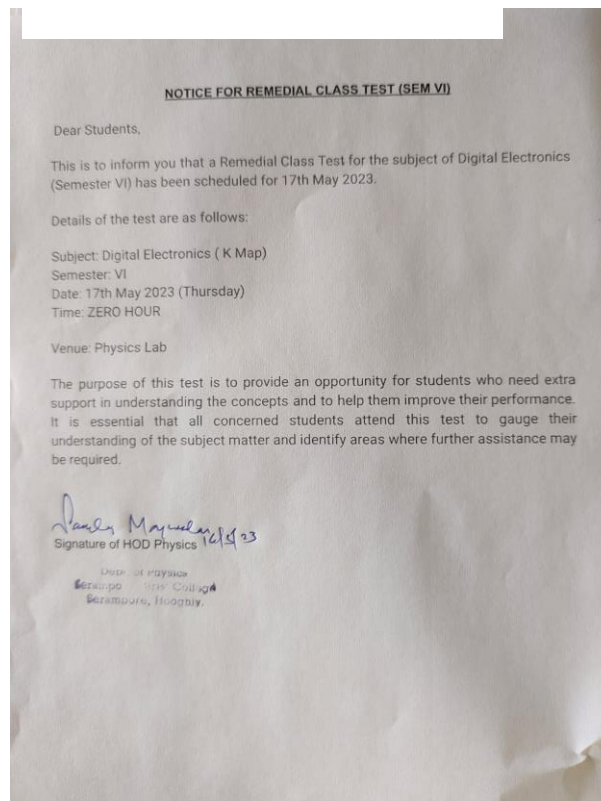 NOTICE FOR REMEDIAL CLASS TEST (SEM VI)
Dear Students,
This is to inform you that a Remedial Class Test for the subject of Digital Electronics
(Semester VI) has been scheduled for 17th May 2023.
Details of the test are as follows:
Subject: Digital Electronics ( K Map)
Semester: VI
Date: 17th May 2023 (Thursday)
Time: ZERO HOUR
Venue: Physics Lab
The purpose of this test is to provide an opportunity for students who need extra
support in understanding the concepts and to help them improve their performance.
It is essential that all concerned students attend this test to gauge their
understanding of the subject matter and identify areas where further assistance may
be required.
Signature of HOD Physics 16/5/23
Dept. of Physics
College
Serampore, Hooghly.